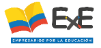 ExE
EMPRESARIOS POR LA EDUCACIÓN